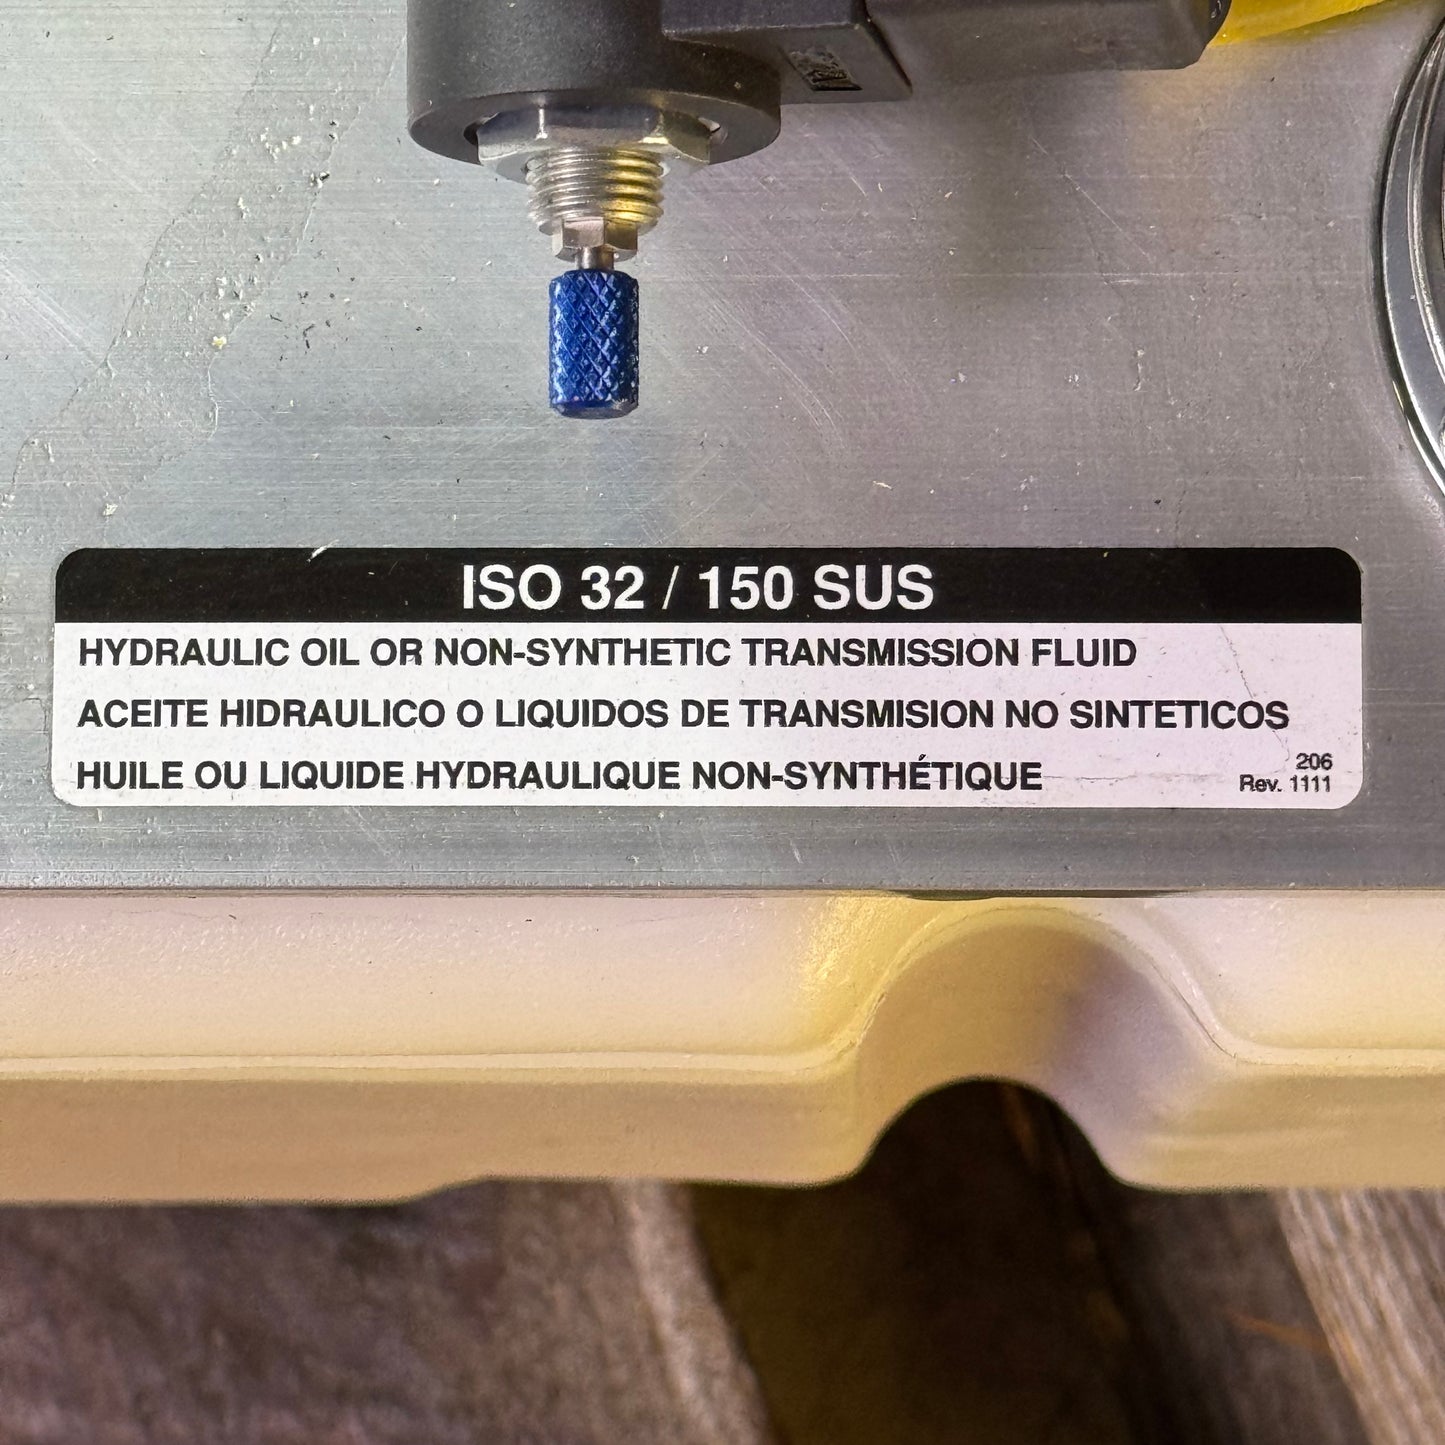 ISO 32 / 150 SUS
HYDRAULIC OIL OR NON-SYNTHETIC TRANSMISSION FLUID
ACEITE HIDRAULICO O LIQUIDOS DE TRANSMISION NO SINTETICOS
HUILE OU LIQUIDE HYDRAULIQUE NON-SYNTHÉTIQUE
206
Rev. 1111